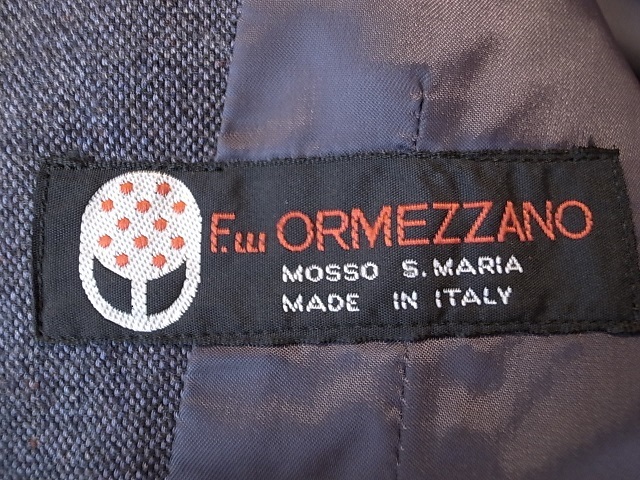 F.lli ORMEZZANO
MOSSO S.MARIA
MADE IN ITALY